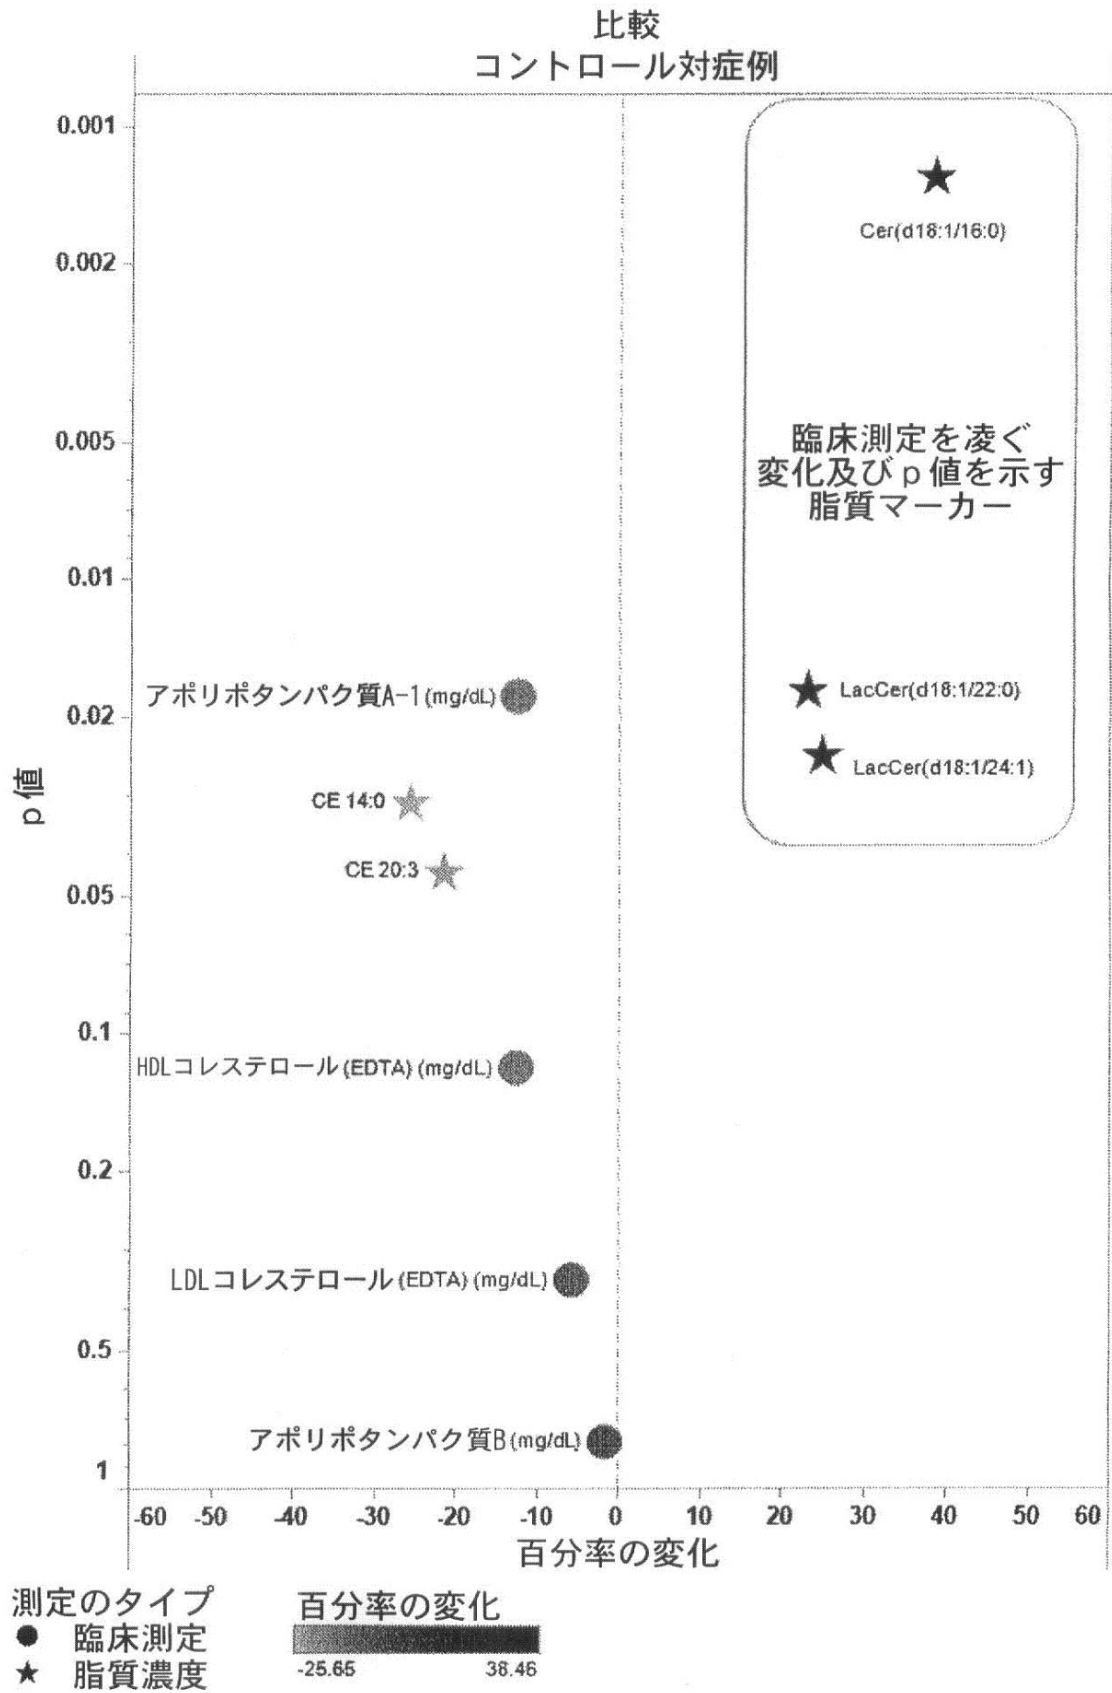 比較
コントロール対症例
0.001
Cer(d18:1/16:0)
0.002
0.005
臨床測定を凌ぐ
変化及びp値を示す
脂質マーカー
0.01
アポリポタンパク質A-1(mg/dL)
LacCer(d18:1/22:0)
0.02
LacCer(d18:1/24:1)
p値
CE 14:0
CE 20:3
0.05
0.1
HDLコレステロール(EDTA) (mg/dL)
0.2
LDLコレステロール(EDTA) (mg/dL)
0.5
アポリポタンパク質B(mg/dL)
1
-60 -50 -40 -30 -20 -10 0 10 20 30 40 50 60
百分率の変化
測定のタイプ
臨床測定
脂質濃度
百分率の変化
-25.65 38.46